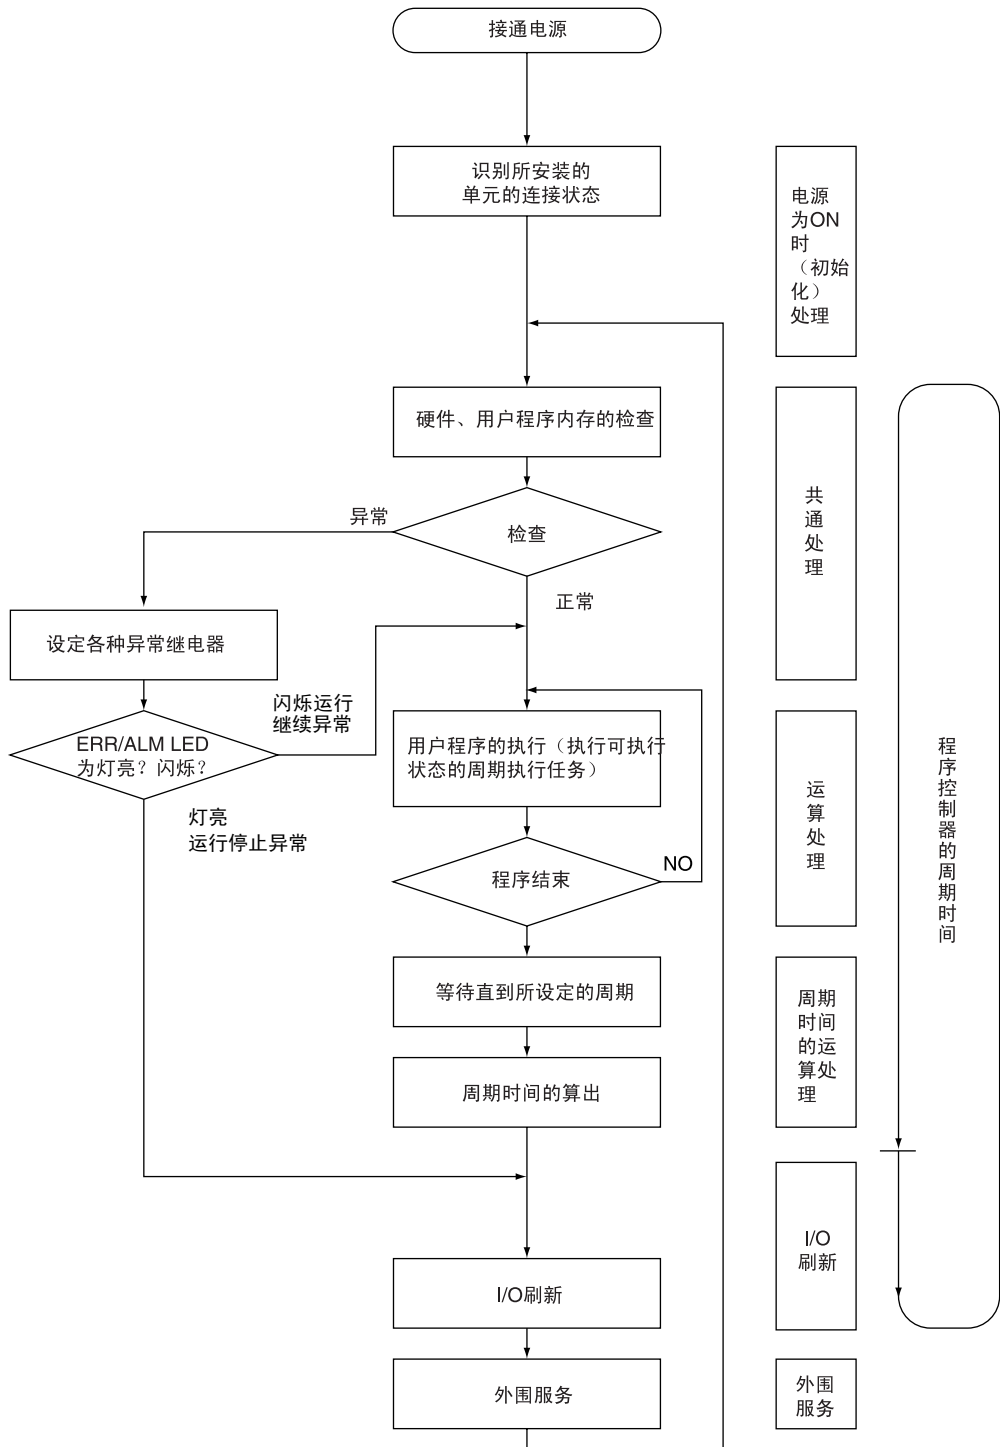 接通电源
识别所安装的
单元的连接状态
电源
为ON
时
（初始
化）
处理
硬件、用户程序内存的检查
异常
检查
正常
共
通
处
理
设定各种异常继电器
闪烁运行
继续异常
ERR/ALM LED
为灯亮？闪烁？
灯亮
运行停止异常
用户程序的执行（执行可执行
状态的周期执行任务）
NO
程序结束
运
算
处
理
程
序
控
制
器
的
周
期
时
间
等待直到所设定的周期
周期时间的算出
周期
时间
的运
算处
理
I/O刷新
I/O
刷新
外围服务
外围
服务